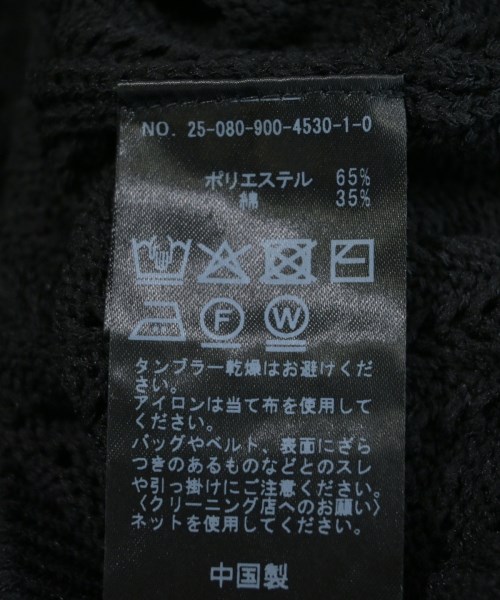 NO. 25-080-900-4530-1-0
ポリエステル 65%
綿 35%
F W
タンブラー乾燥はお避けくだ
さい。
アイロンは当て布を使用して
ください。
バッグやベルト、表面にざら
つきのあるものなどとのスレ
や引っ掛けにご注意ください。
〈クリーニング店へのお願い〉
ネットを使用してください。
中国製